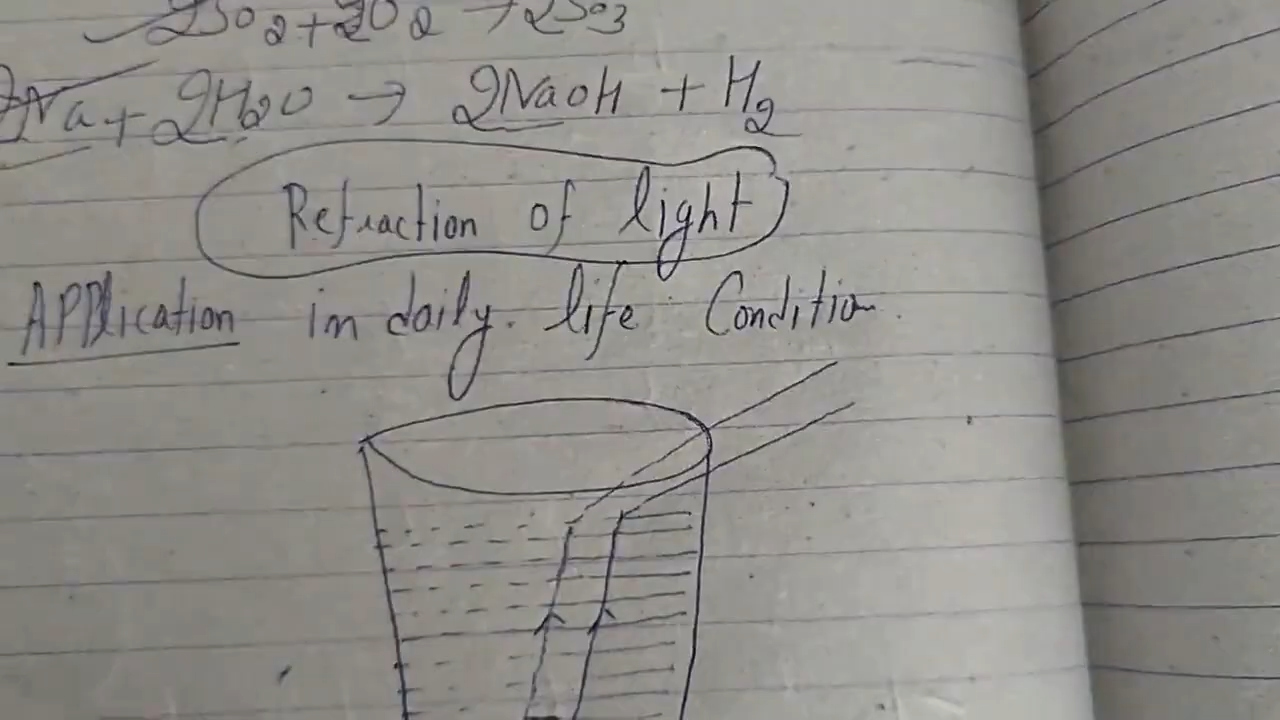 2SO2+2O2 →2SO3
2Na+2H2O → 2NaOH + H2
Refraction of light
APPlication in daily. life Condition.